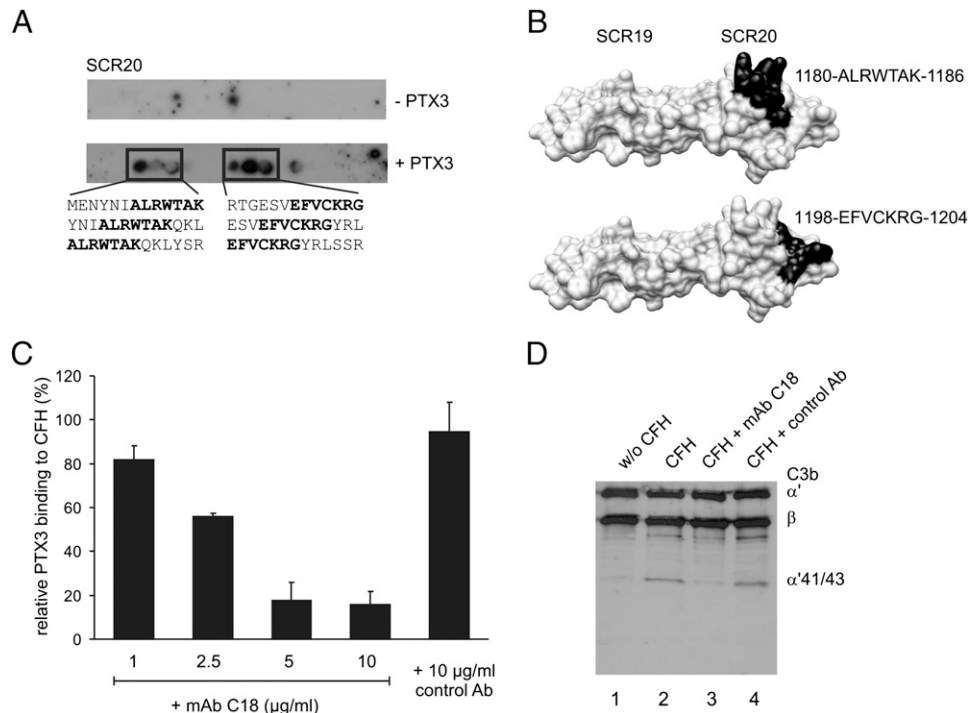 A
SCR20
- PTX3
+ PTX3
MENYNIALRWTAK RTGESVEFVCKRG
YNIALRWTAKQKL ESVEFVCKRGYRL
ALRWTAKQKLYSR EFVCKRGYRLSSR
B
SCR19 SCR20
1180-ALRWTAK-1186
1198-EFVCKRG-1204
C
relative PTX3 binding to CFH (%)
120
100
80
60
40
20
0
1 2.5 5 10
+ 10 µg/ml
control Ab
+ mAb C18 (µg/ml)
D
w/o CFH
CFH
CFH + mAb C18
CFH + control Ab
C3b
α'
β
α'41/43
1 2 3 4